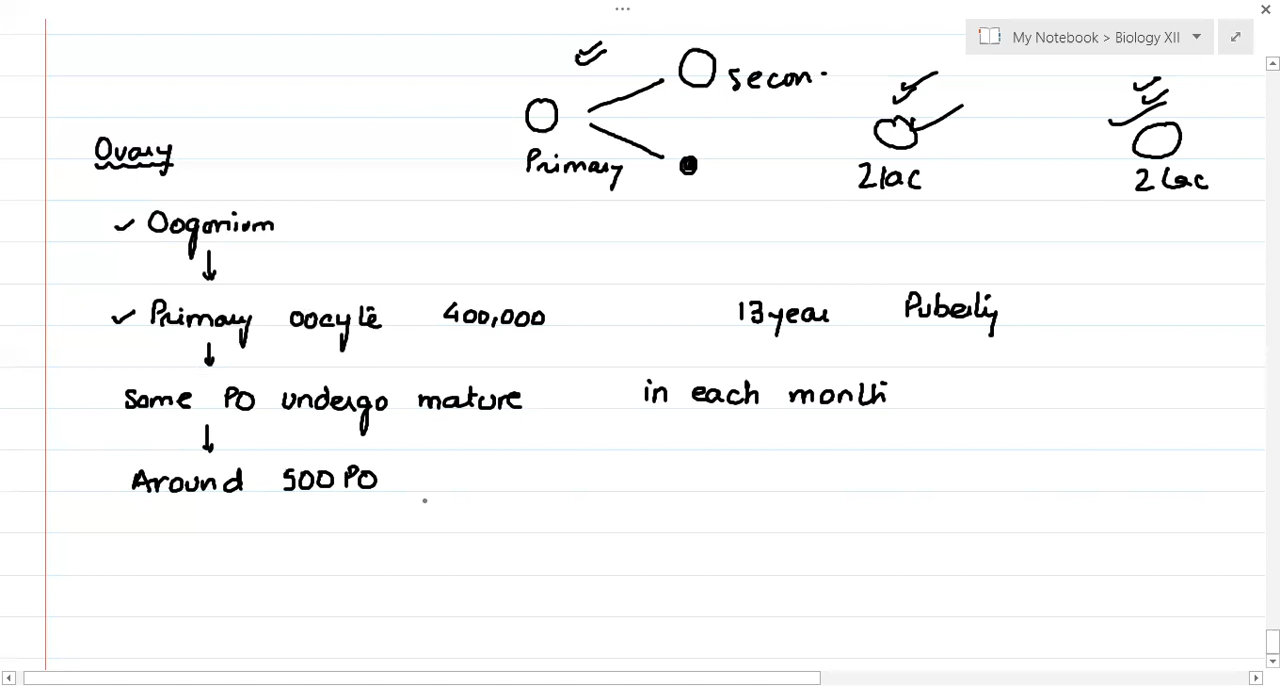 ...
My Notebook > Biology XII
secon.
Primary
2 lac
2 Lac
Ovary
Oogonium
Primary oocyte 400,000 13 year Puberty
Some PO undergo mature in each month
Around 500 PO